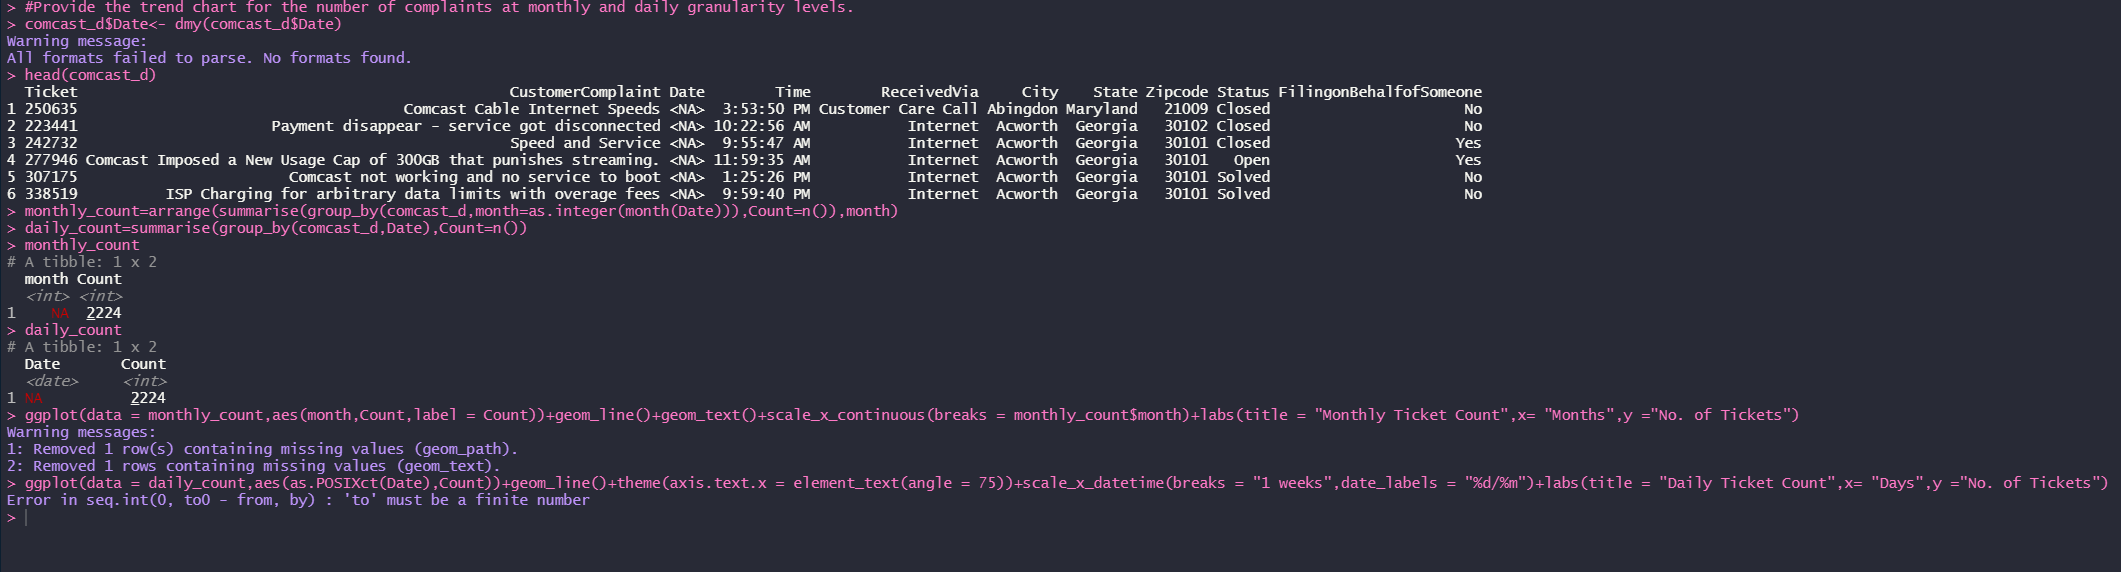 > #Provide the trend chart for the number of complaints at monthly and daily granularity levels.
> comcast_d$Date<- dmy(comcast_d$Date)
Warning message:
All formats failed to parse. No formats found.
> head(comcast_d)
  Ticket                                                 CustomerComplaint Date        Time        ReceivedVia     City    State Zipcode Status FilingonBehalfofSomeone
1 250635                                     Comcast Cable Internet Speeds <NA>  3:53:50 PM Customer Care Call Abingdon Maryland   21009 Closed                      No
2 223441                      Payment disappear - service got disconnected <NA> 10:22:56 AM           Internet  Acworth  Georgia   30102 Closed                      No
3 242732                                                 Speed and Service <NA>  9:55:47 AM           Internet  Acworth  Georgia   30101 Closed                     Yes
4 277946 Comcast Imposed a New Usage Cap of 300GB that punishes streaming. <NA> 11:59:35 AM           Internet  Acworth  Georgia   30101   Open                     Yes
5 307175                        Comcast not working and no service to boot <NA>  1:25:26 PM           Internet  Acworth  Georgia   30101 Solved                      No
6 338519          ISP Charging for arbitrary data limits with overage fees <NA>  9:59:40 PM           Internet  Acworth  Georgia   30101 Solved                      No
> monthly_count=arrange(summarise(group_by(comcast_d,month=as.integer(month(Date))),Count=n()),month)
> daily_count=summarise(group_by(comcast_d,Date),Count=n())
> monthly_count
# A tibble: 1 x 2
  month Count
  <int> <int>
1    NA  2224
> daily_count
# A tibble: 1 x 2
  Date       Count
  <date>     <int>
1 NA          2224
> ggplot(data = monthly_count,aes(month,Count,label = Count))+geom_line()+geom_text()+scale_x_continuous(breaks = monthly_count$month)+labs(title = "Monthly Ticket Count",x= "Months",y ="No. of Tickets")
Warning messages:
1: Removed 1 row(s) containing missing values (geom_path).
2: Removed 1 rows containing missing values (geom_text).
> ggplot(data = daily_count,aes(as.POSIXct(Date),Count))+geom_line()+theme(axis.text.x = element_text(angle = 75))+scale_x_datetime(breaks = "1 weeks",date_labels = "%d/%m")+labs(title = "Daily Ticket Count",x= "Days",y ="No. of Tickets")
Error in seq.int(0, to0 - from, by) : 'to' must be a finite number
>